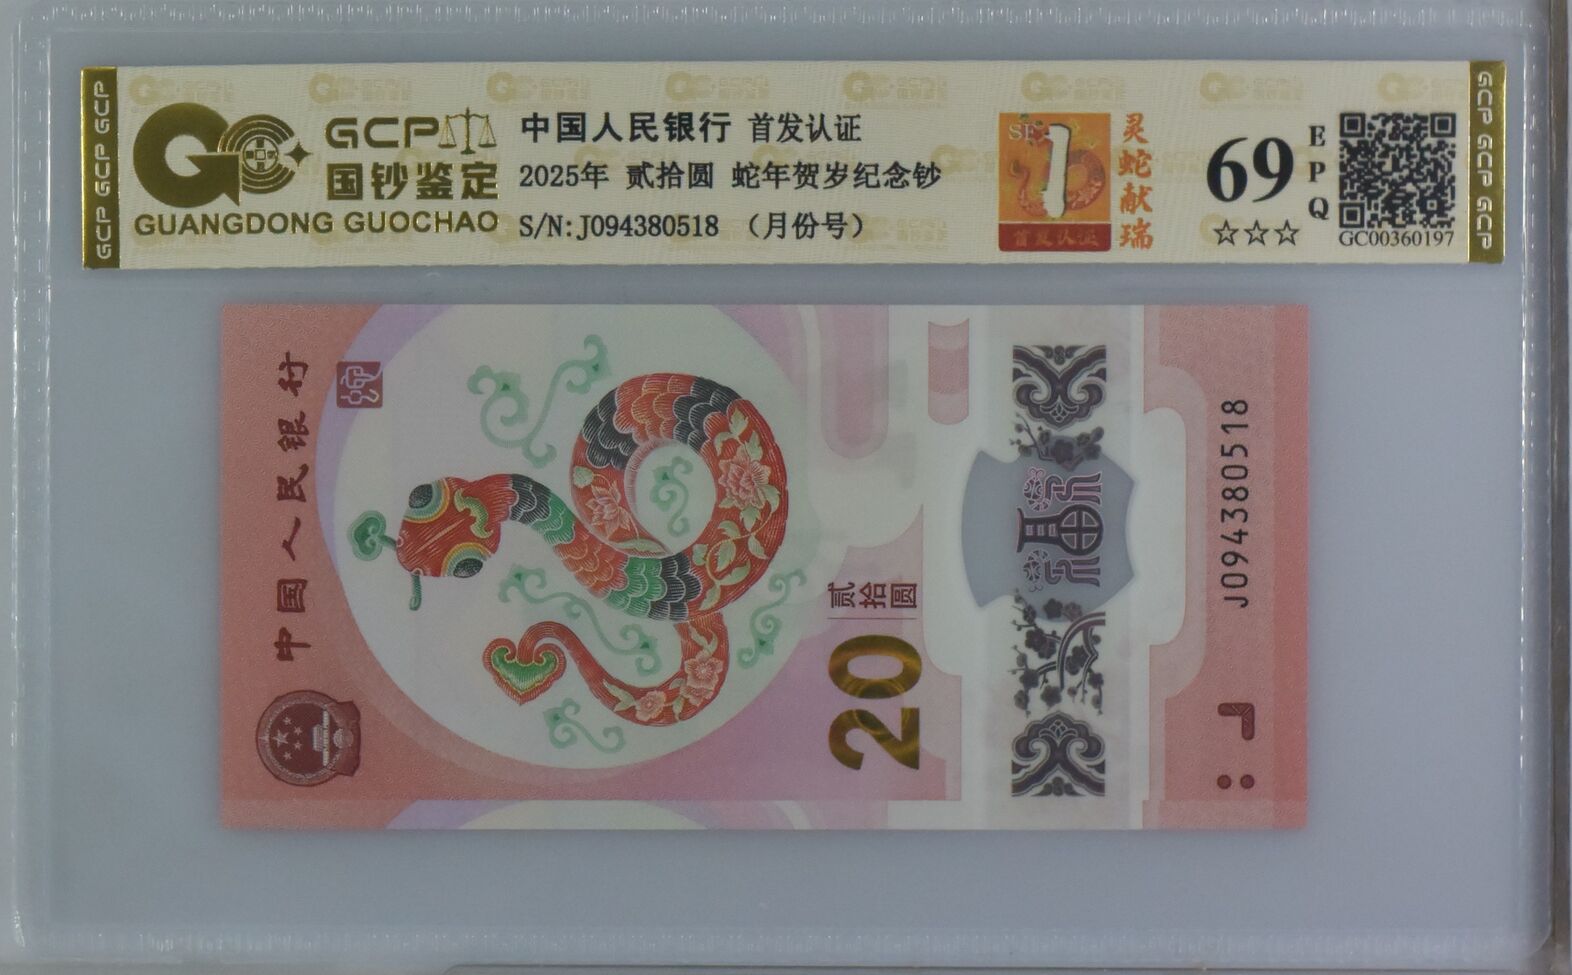 GCP GCP GCP
GCP
国钞鉴定
GUANGDONG GUOCHAO
中国人民银行 首发认证
2025年 贰拾圆 蛇年贺岁纪念钞
S/N:J094380518 (月份号)
1
首发认证
灵蛇献瑞
69
EPQ
☆☆☆
GC00360197
GCP GCP GCP
中国人民银行
贰拾圆
20
福
J094380518